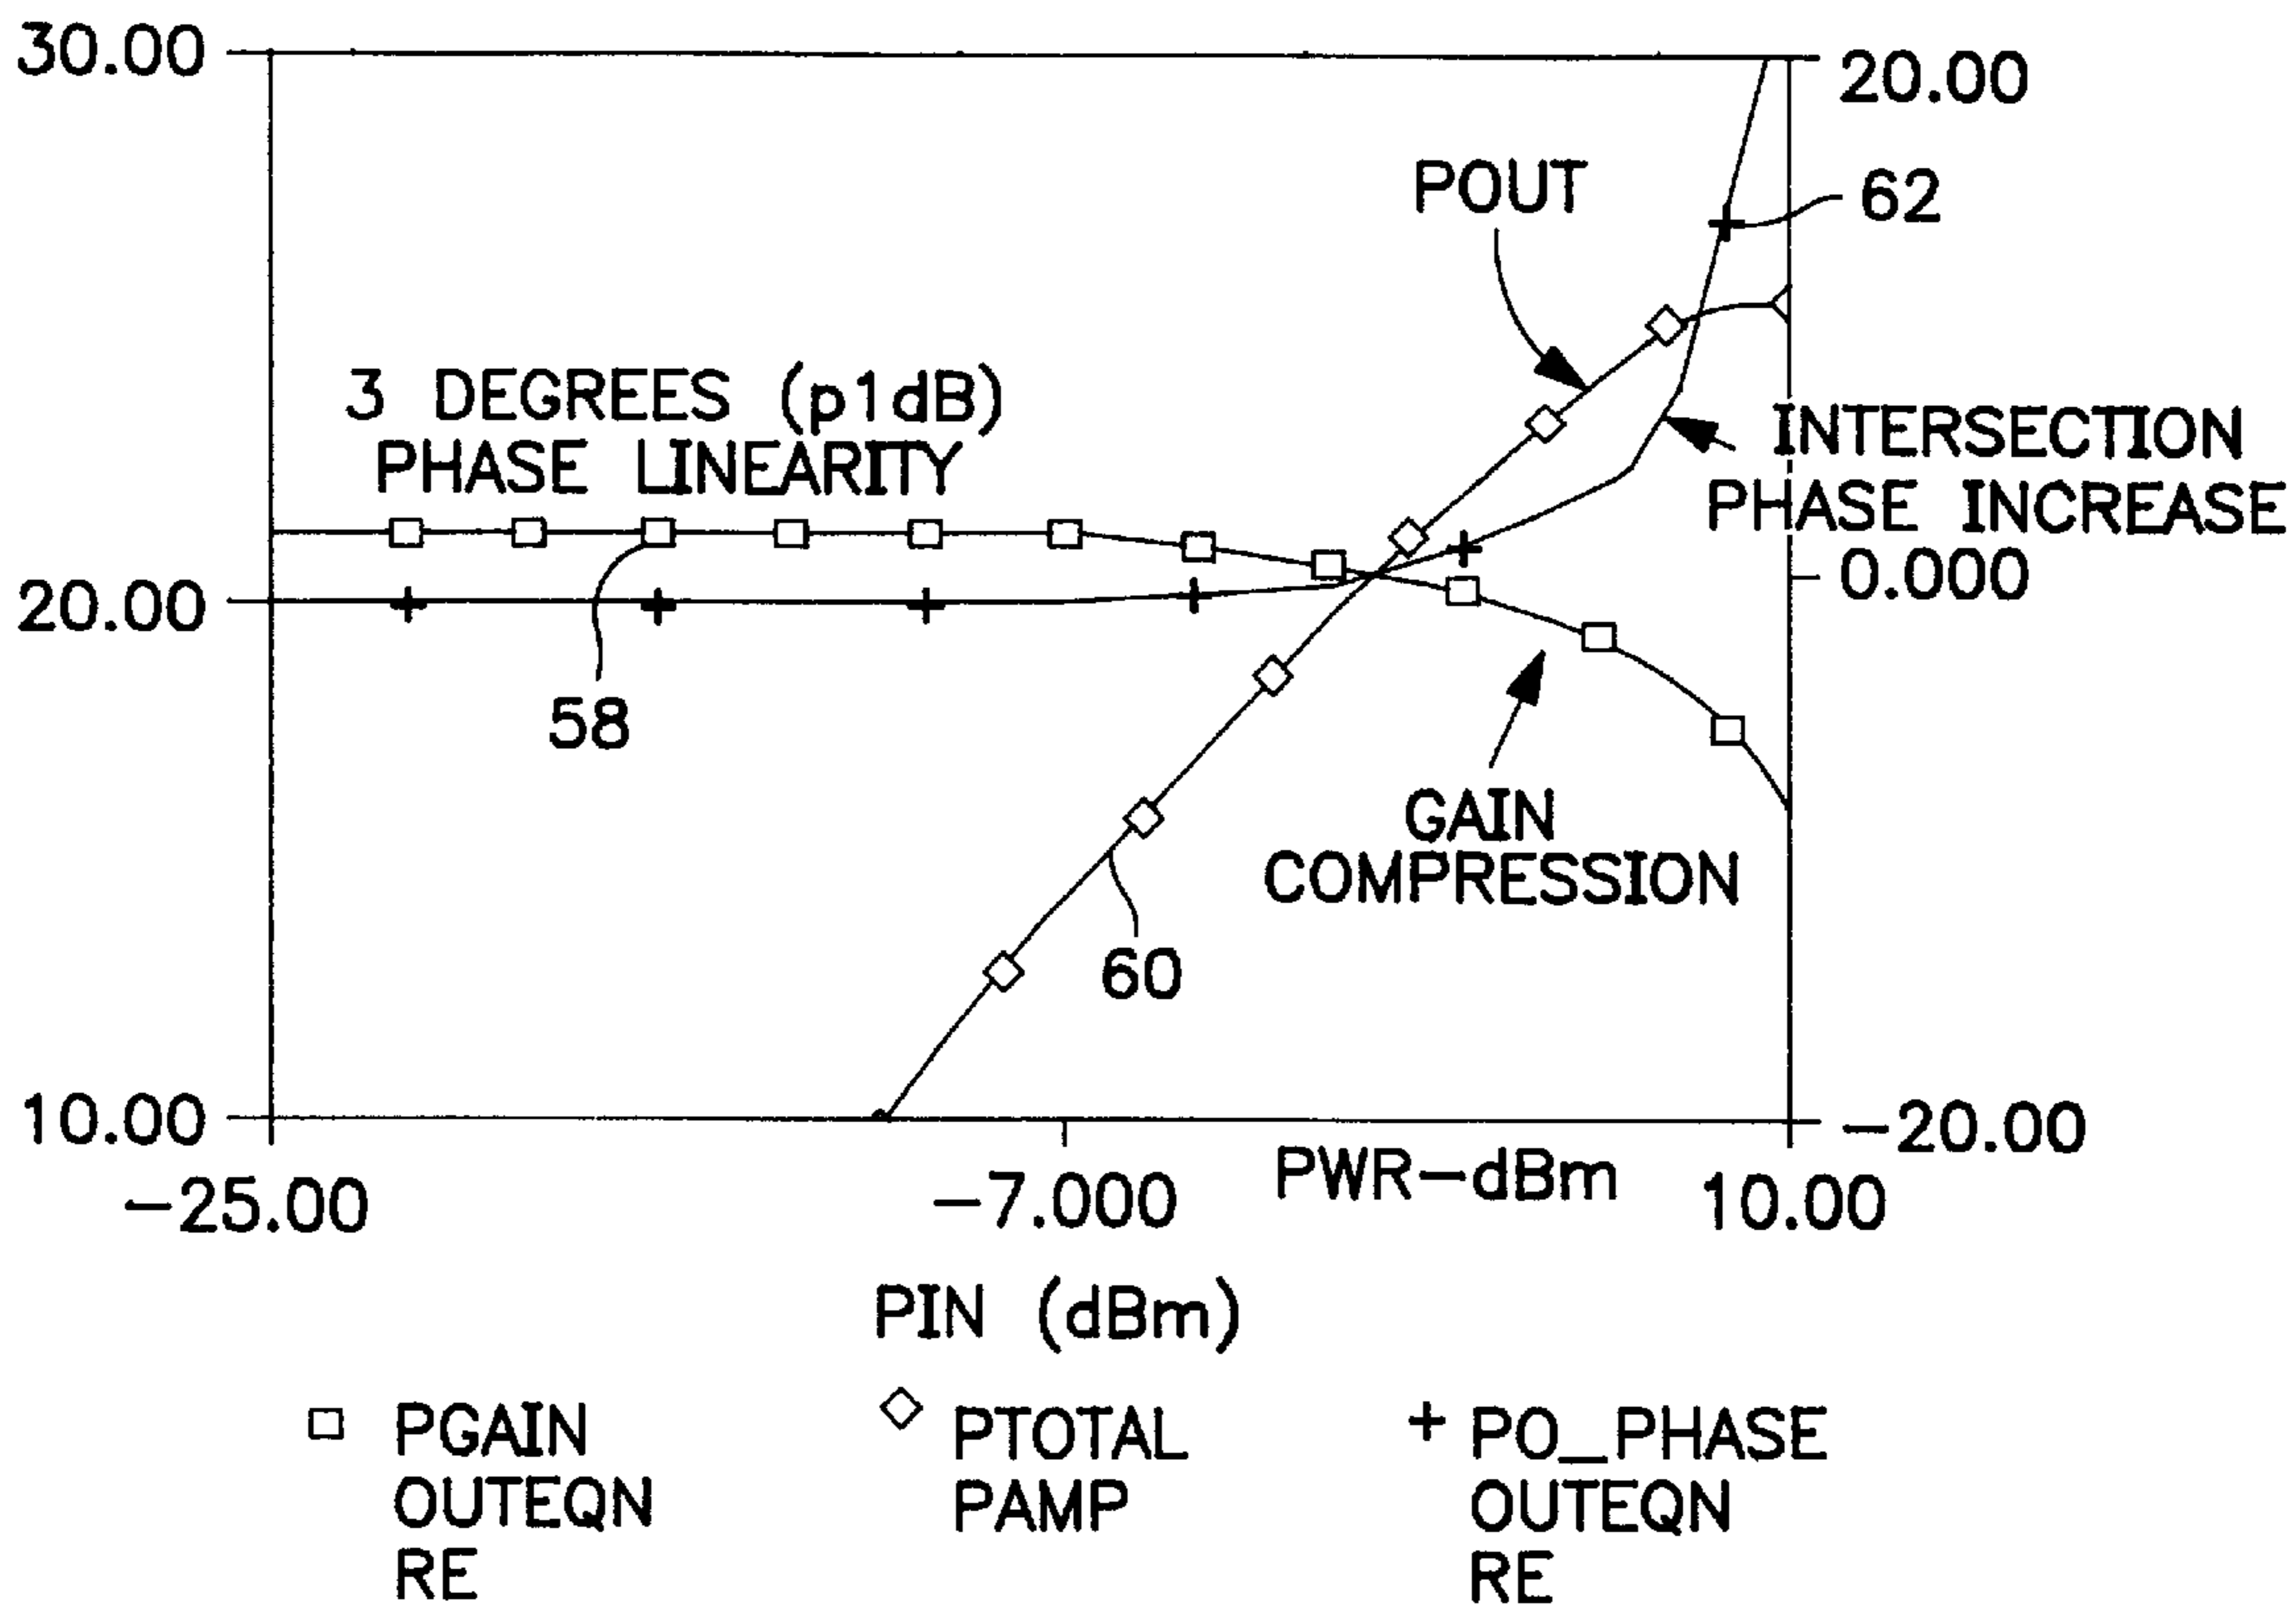 30.00
20.00
POUT
62
3 DEGREES (p1dB)
PHASE LINEARITY
INTERSECTION
PHASE INCREASE
0.000
20.00
58
GAIN
COMPRESSION
60
10.00
-20.00
-25.00
-7.000
PWR-dBm
10.00
PIN (dBm)
PGAIN
OUTEQN
RE
PTOTAL
PAMP
PO_PHASE
OUTEQN
RE